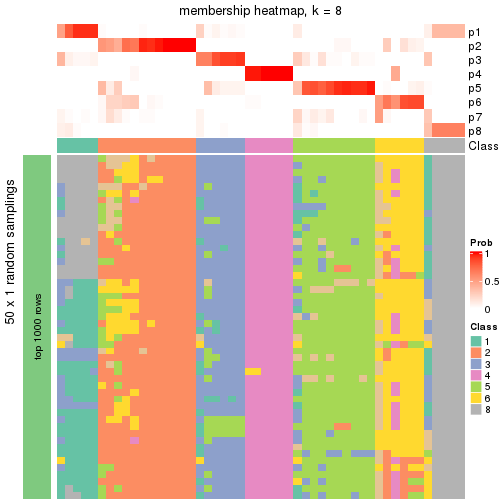 membership heatmap, k = 8
p1
p2
p3
p4
p5
p6
p7
p8
Class
50 x 1 random samplings
top 1000 rows
Prob
1
0.5
0
Class
1
2
3
4
5
6
8